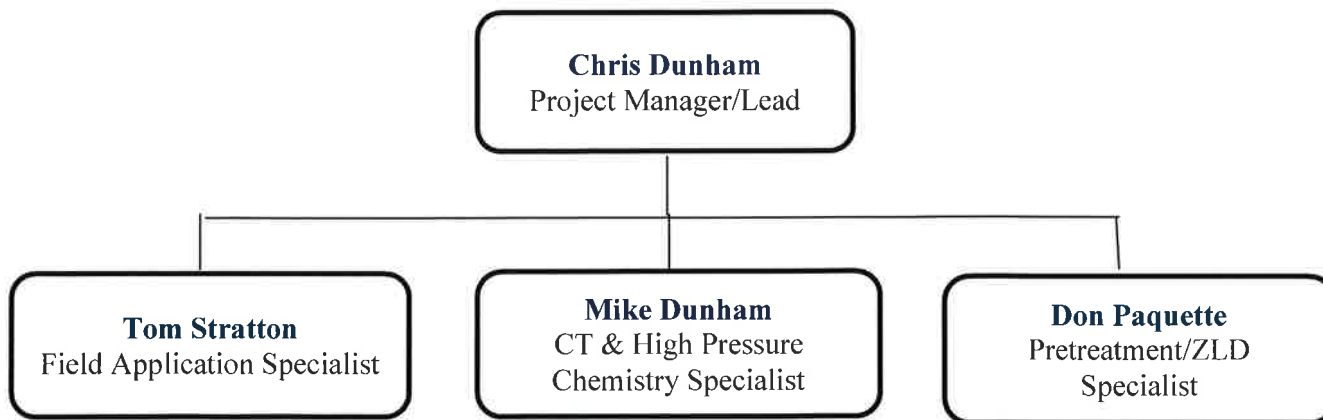 Chris Dunham
Project Manager/Lead
Tom Stratton
Field Application Specialist
Mike Dunham
CT & High Pressure
Chemistry Specialist
Don Paquette
Pretreatment/ZLD
Specialist